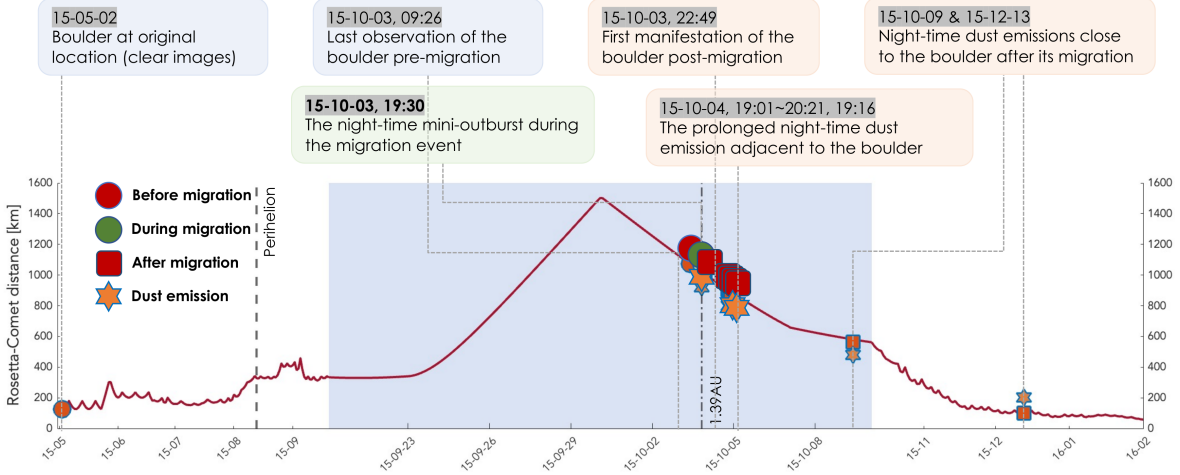 15-05-02
Boulder at original
location (clear images)
15-10-03, 09:26
Last observation of the
boulder pre-migration
15-10-03, 22:49
First manifestation of the
boulder post-migration
15-10-09 & 15-12-13
Night-time dust emissions close
to the boulder after its migration
15-10-03, 19:30
The night-time mini-outburst during
the migration event
15-10-04, 19:01~20:21, 19:16
The prolonged night-time dust
emission adjacent to the boulder
Rosetta-Comet distance [km]
1600
1400
1200
1000
800
600
400
200
0
Before migration
During migration
After migration
Dust emission
Perihelion
1.39AU
1600
1400
1200
1000
800
600
400
200
0
15-05
15-06
15-07
15-08
15-09
15-09-23
15-09-26
15-09-29
15-10-02
15-10-05
15-10-08
15-11
15-12
16-01
16-02